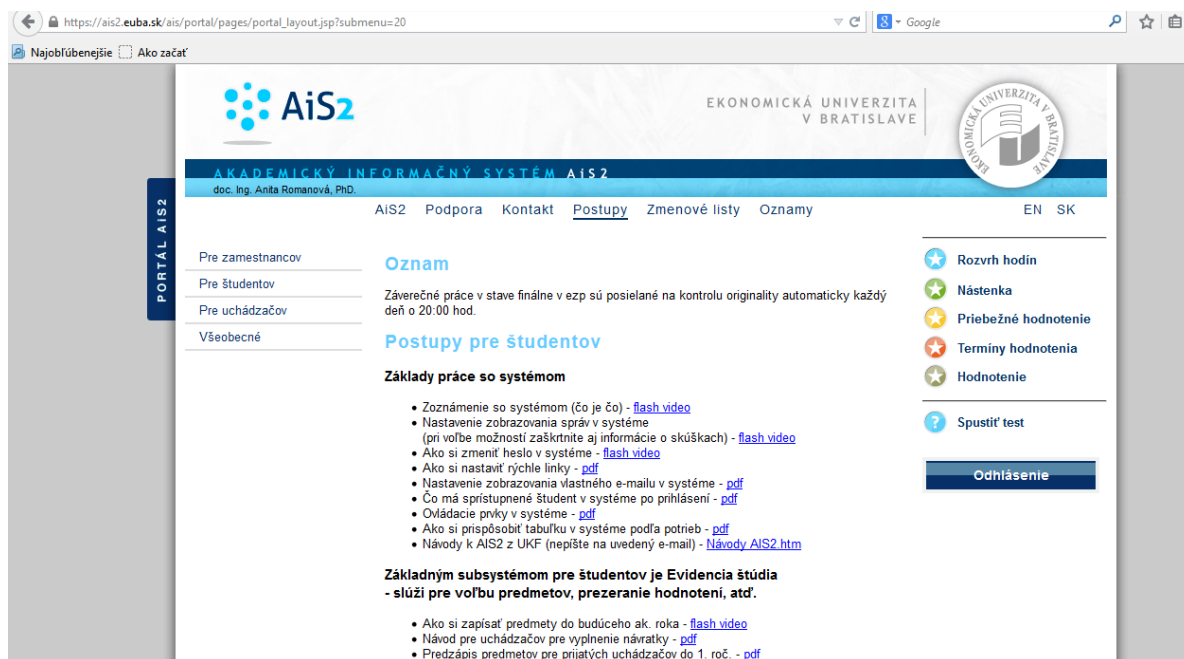 https://ais2.euba.sk/ais/portal/pages/portal_layout.jsp?submenu=20
Google
Najobľúbenejšie Ako začať
AiS2
EKONOMICKÁ UNIVERZITA
V BRATISLAVE
EKONOMICKÁ UNIVERZITA V BRATISLAVE
AKADEMICKÝ INFORMAČNÝ SYSTÉM AiS2
doc. Ing. Anita Romanová, PhD.
PORTÁL AIS2
AiS2 Podpora Kontakt Postupy Zmenové listy Oznamy EN SK
Pre zamestnancov
Pre študentov
Pre uchádzačov
Všeobecné
Oznam
Záverečné práce v stave finálne v ezp sú posielané na kontrolu originality automaticky každý
deň o 20:00 hod.
Postupy pre študentov
Základy práce so systémom
• Zoznámenie so systémom (čo je čo) - flash video
• Nastavenie zobrazovania správ v systéme
(pri voľbe možností zaškrtnite aj informácie o skúškach) - flash video
• Ako si zmeniť heslo v systéme - flash video
• Ako si nastaviť rýchle linky - pdf
• Nastavenie zobrazovania vlastného e-mailu v systéme - pdf
• Čo má sprístupnené študent v systéme po prihlásení - pdf
• Ovládacie prvky v systéme - pdf
• Ako si prispôsobiť tabuľku v systéme podľa potrieb - pdf
• Návody k AIS2 z UKF (nepíšte na uvedený e-mail) - Návody AIS2.htm
Základným subsystémom pre študentov je Evidencia štúdia
- slúži pre voľbu predmetov, prezeranie hodnotení, atď.
• Ako si zapísať predmety do budúceho ak. roka - flash video
• Návod pre uchádzačov pre vyplnenie návratky - pdf
• Predzápis predmetov pre prijatých uchádzačov do 1. roč. - pdf
Rozvrh hodín
Nástenka
Priebežné hodnotenie
Termíny hodnotenia
Hodnotenie
Spustiť test
Odhlásenie